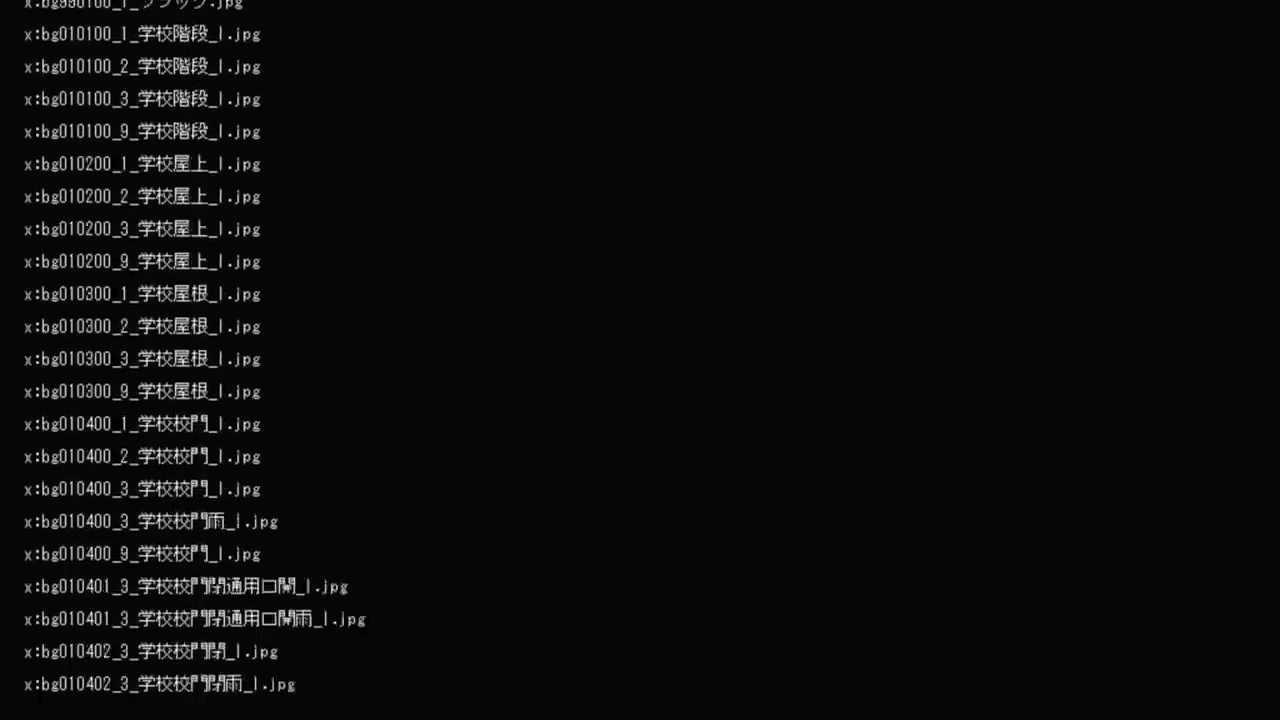 x:bg990100_1_ブラック.jpg
x:bg010100_1_学校階段_l.jpg
x:bg010100_2_学校階段_l.jpg
x:bg010100_3_学校階段_l.jpg
x:bg010100_9_学校階段_l.jpg
x:bg010200_1_学校屋上_l.jpg
x:bg010200_2_学校屋上_l.jpg
x:bg010200_3_学校屋上_l.jpg
x:bg010200_9_学校屋上_l.jpg
x:bg010300_1_学校屋根_l.jpg
x:bg010300_2_学校屋根_l.jpg
x:bg010300_3_学校屋根_l.jpg
x:bg010300_9_学校屋根_l.jpg
x:bg010400_1_学校校門_l.jpg
x:bg010400_2_学校校門_l.jpg
x:bg010400_3_学校校門_l.jpg
x:bg010400_3_学校校門雨_l.jpg
x:bg010400_9_学校校門_l.jpg
x:bg010401_3_学校校門閉通用口開_l.jpg
x:bg010401_3_学校校門閉通用口開雨_l.jpg
x:bg010402_3_学校校門閉_l.jpg
x:bg010402_3_学校校門閉雨_l.jpg